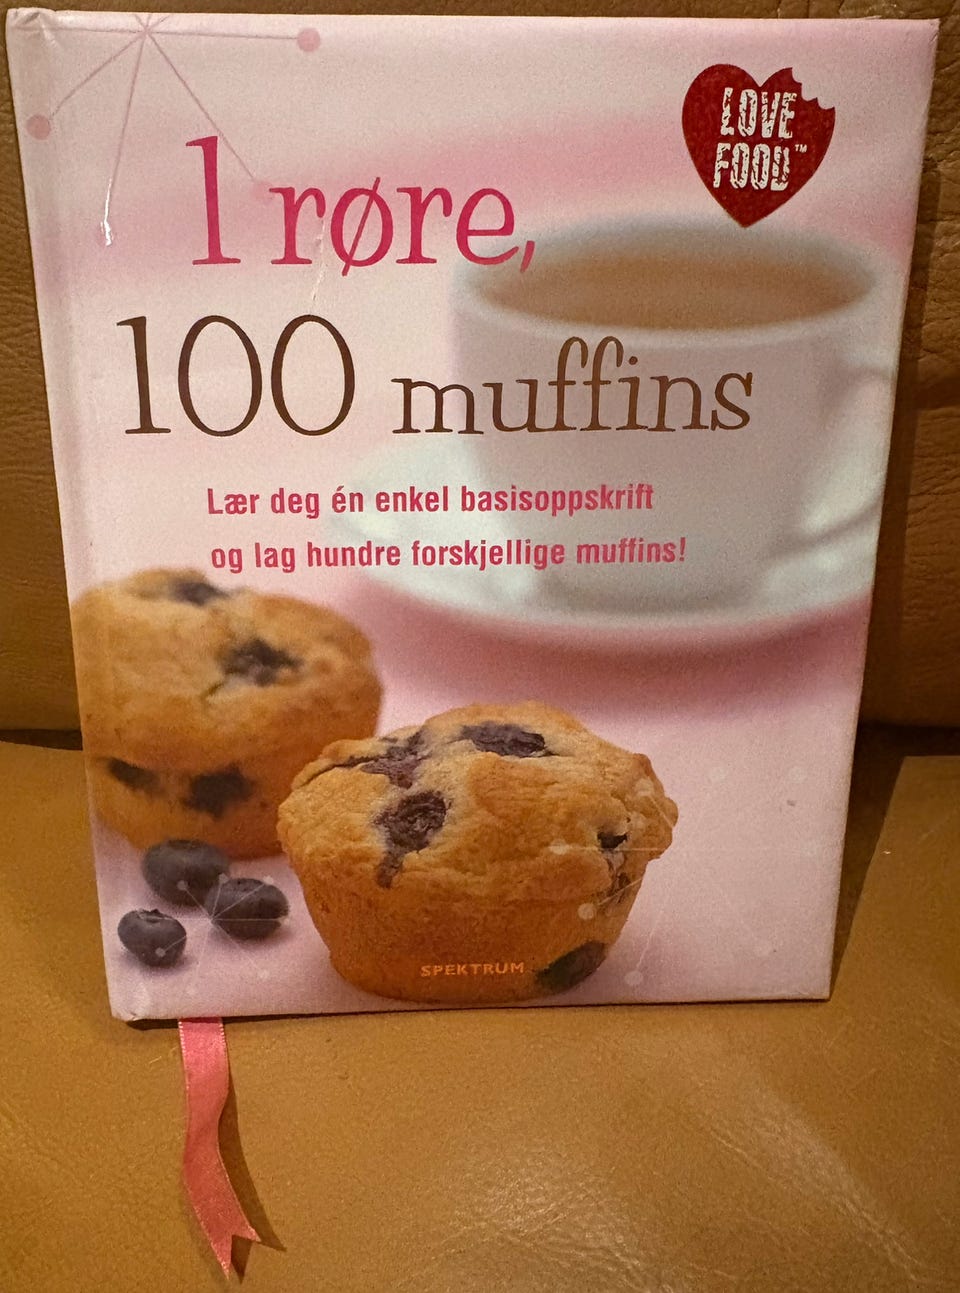 LOVE
FOOD™
1 røre,
100 muffins
Lær deg én enkel basisoppskrift
og lag hundre forskjellige muffins!
SPEKTRUM